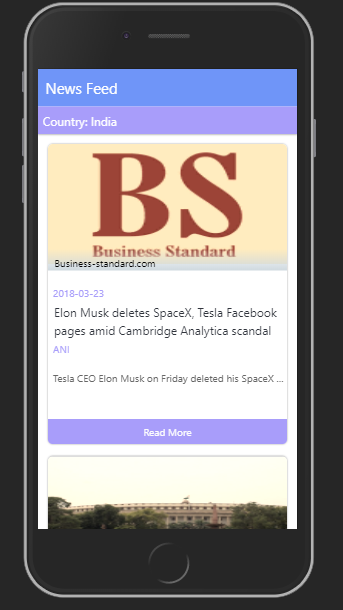 News Feed
Country: India
BS
Business Standard
Business-standard.com
2018-03-23
Elon Musk deletes SpaceX, Tesla Facebook
pages amid Cambridge Analytica scandal
ANI
Tesla CEO Elon Musk on Friday deleted his SpaceX ...
Read More